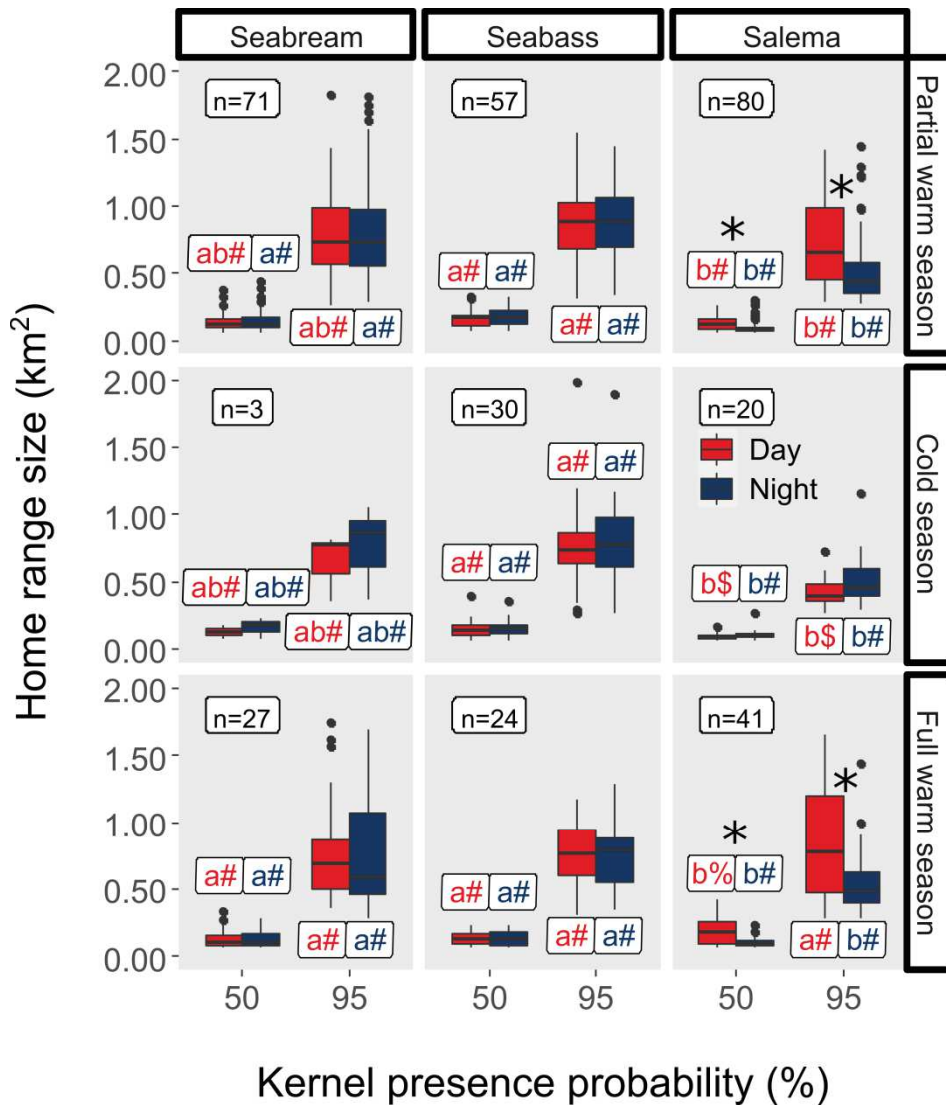 Seabream Seabass Salema
Home range size (km²)
2.00
1.50
1.00
0.50
0.00
n=71
ab# a#
ab# a#
n=57
a# a#
a# a#
n=80
*
*
b# b#
b# b#
Partial warm season
2.00
1.50
1.00
0.50
0.00
n=3
ab# ab#
ab# ab#
n=30
a# a#
a# a#
n=20
Day
Night
b$ b#
b$ b#
Cold season
2.00
1.50
1.00
0.50
0.00
n=27
a# a#
a# a#
n=24
a# a#
a# a#
n=41
*
*
b% b#
a# b#
Full warm season
50 95 50 95 50 95
Kernel presence probability (%)